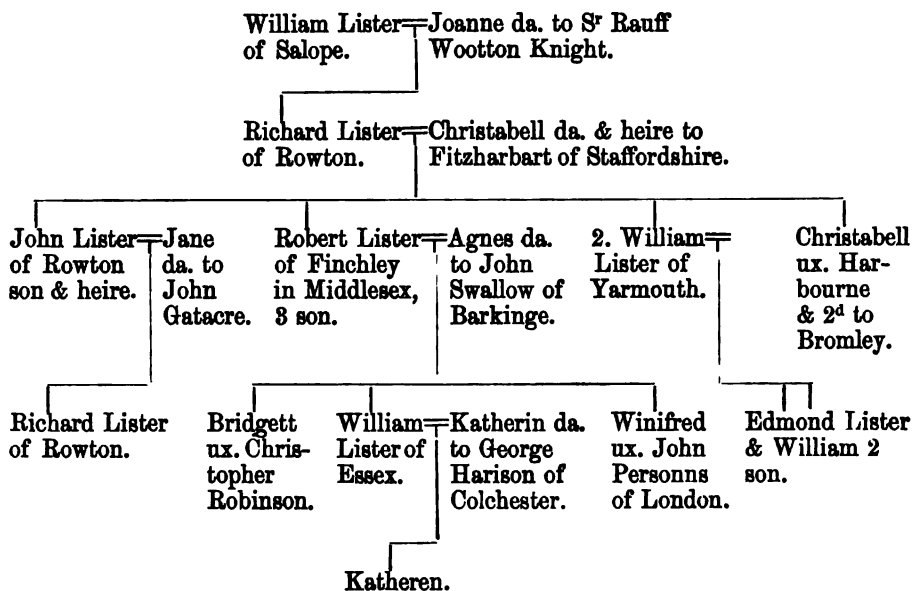 William Lister
of Salope.
Joanne da. to Sr Rauff
Wootton Knight.
Richard Lister
of Rowton.
Christabell da. & heire to
Fitzharbart of Staffordshire.
John Lister
of Rowton
son & heire.
Jane
da. to
John
Gatacre.
Robert Lister
of Finchley
in Middlesex,
3 son.
Agnes da.
to John
Swallow of
Barkinge.
2. William
Lister of
Yarmouth.
Christabell
ux. Har-
bourne
& 2d to
Bromley.
Richard Lister
of Rowton.
Bridgett
ux. Chris-
topher
Robinson.
William
Lister of
Essex.
Katherin da.
to George
Harison of
Colchester.
Winifred
ux. John
Personns
of London.
Edmond Lister
& William 2
son.
Katheren.